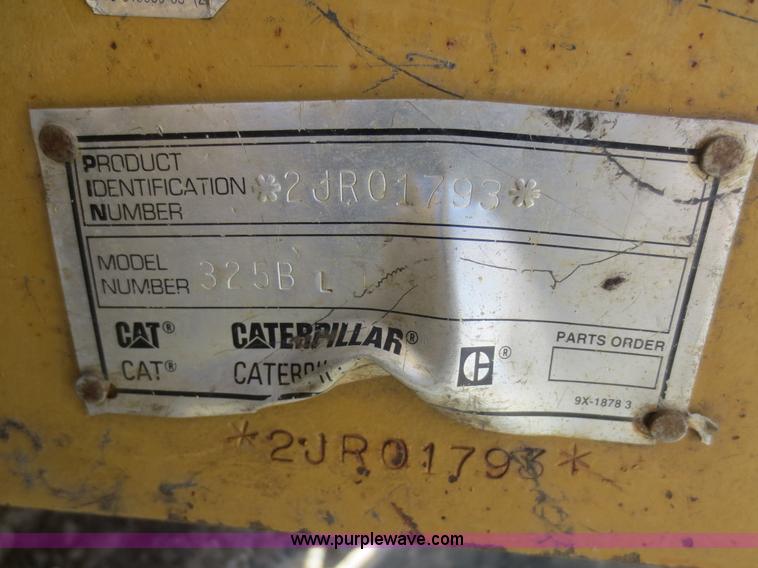 PRODUCT
IDENTIFICATION *2JR01793*
NUMBER
MODEL
NUMBER 325B L
CAT® CATERPILLAR®
CAT® CATERPI
® PARTS ORDER
9X-1878 3
*2JR01793*
www.purplewave.com